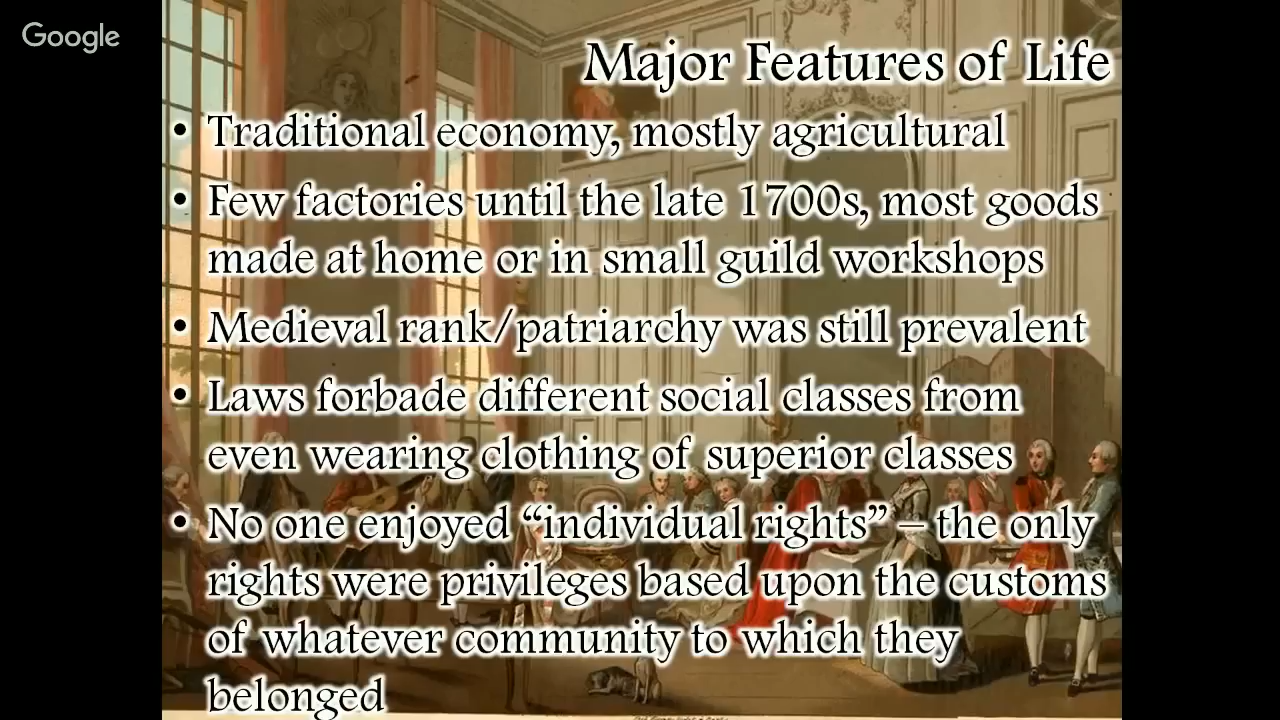 Google
Major Features of Life
• Traditional economy, mostly agricultural
• Few factories until the late 1700s, most goods
made at home or in small guild workshops
• Medieval rank/patriarchy was still prevalent
• Laws forbade different social classes from
even wearing clothing of superior classes
• No one enjoyed “individual rights” – the only
rights were privileges based upon the customs
of whatever community to which they
belonged